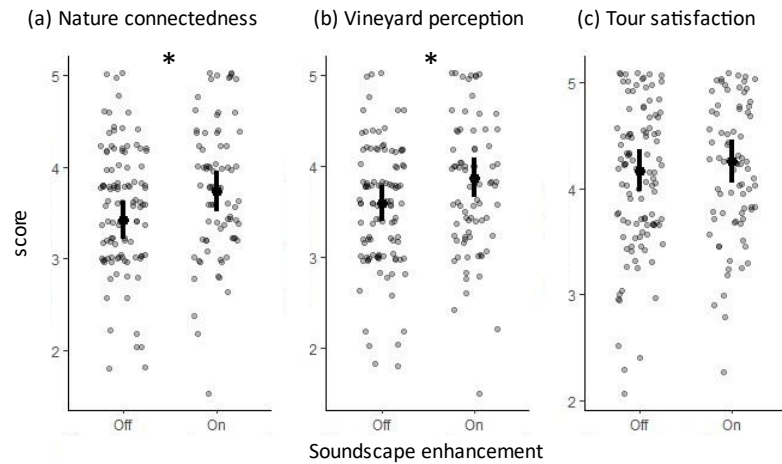 (a) Nature connectedness
(b) Vineyard perception
(c) Tour satisfaction
*
*
score
5
4
3
2
5
4
3
2
5
4
3
2
Off
On
Off
On
Off
On
Soundscape enhancement